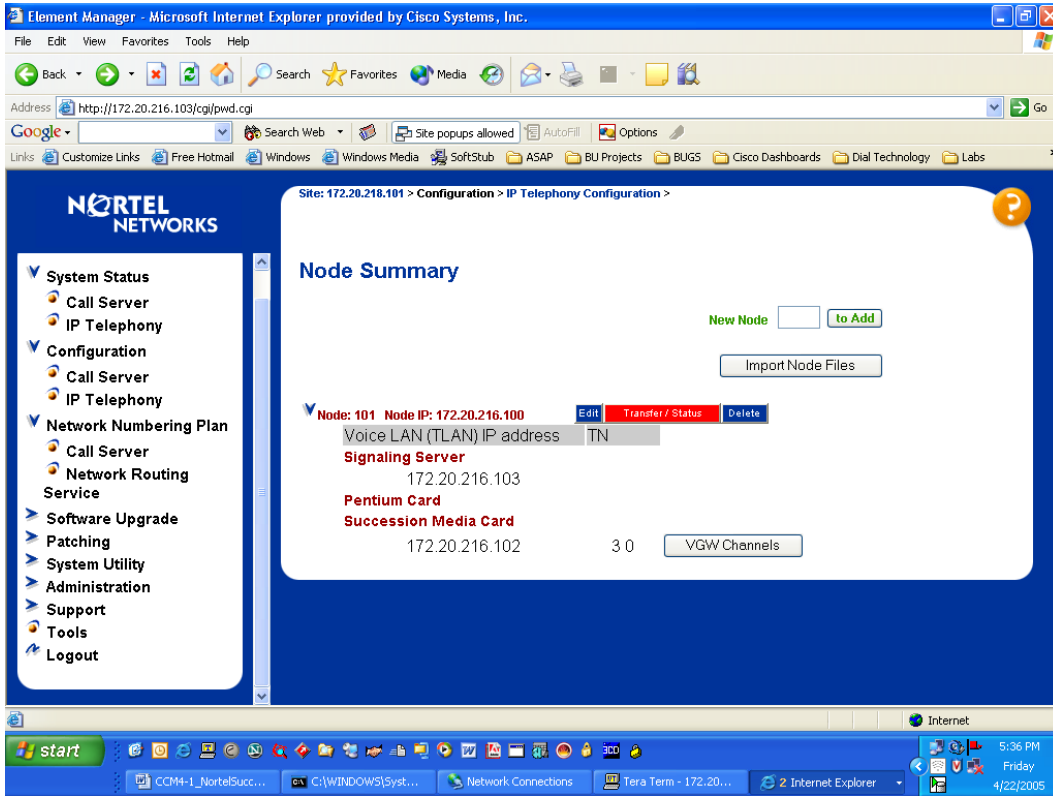 Element Manager - Microsoft Internet Explorer provided by Cisco Systems, Inc.
File Edit View Favorites Tools Help
Back Search Favorites Media
Address http://172.20.216.103/cgi/pwd.cgi Go
Google Search Web Site popups allowed AutoFill Options
Links Customize Links Free Hotmail Windows Windows Media SoftStub ASAP BU Projects BUGS Cisco Dashboards Dial Technology Labs
NORTEL
NETWORKS
System Status
Call Server
IP Telephony
Configuration
Call Server
IP Telephony
Network Numbering Plan
Call Server
Network Routing
Service
Software Upgrade
Patching
System Utility
Administration
Support
Tools
Logout
Site: 172.20.218.101 > Configuration > IP Telephony Configuration >
?
Node Summary
New Node to Add
Import Node Files
Node: 101 Node IP: 172.20.216.100 Edit Transfer / Status Delete
Voice LAN (TLAN) IP address TN
Signaling Server
172.20.216.103
Pentium Card
Succession Media Card
172.20.216.102 3 0 VGW Channels
Internet
start
CCM4-1_NortelSucc... C:\WINDOWS\Syst... Network Connections Tera Term - 172.20... 2 Internet Explorer
5:36 PM
Friday
4/22/2005